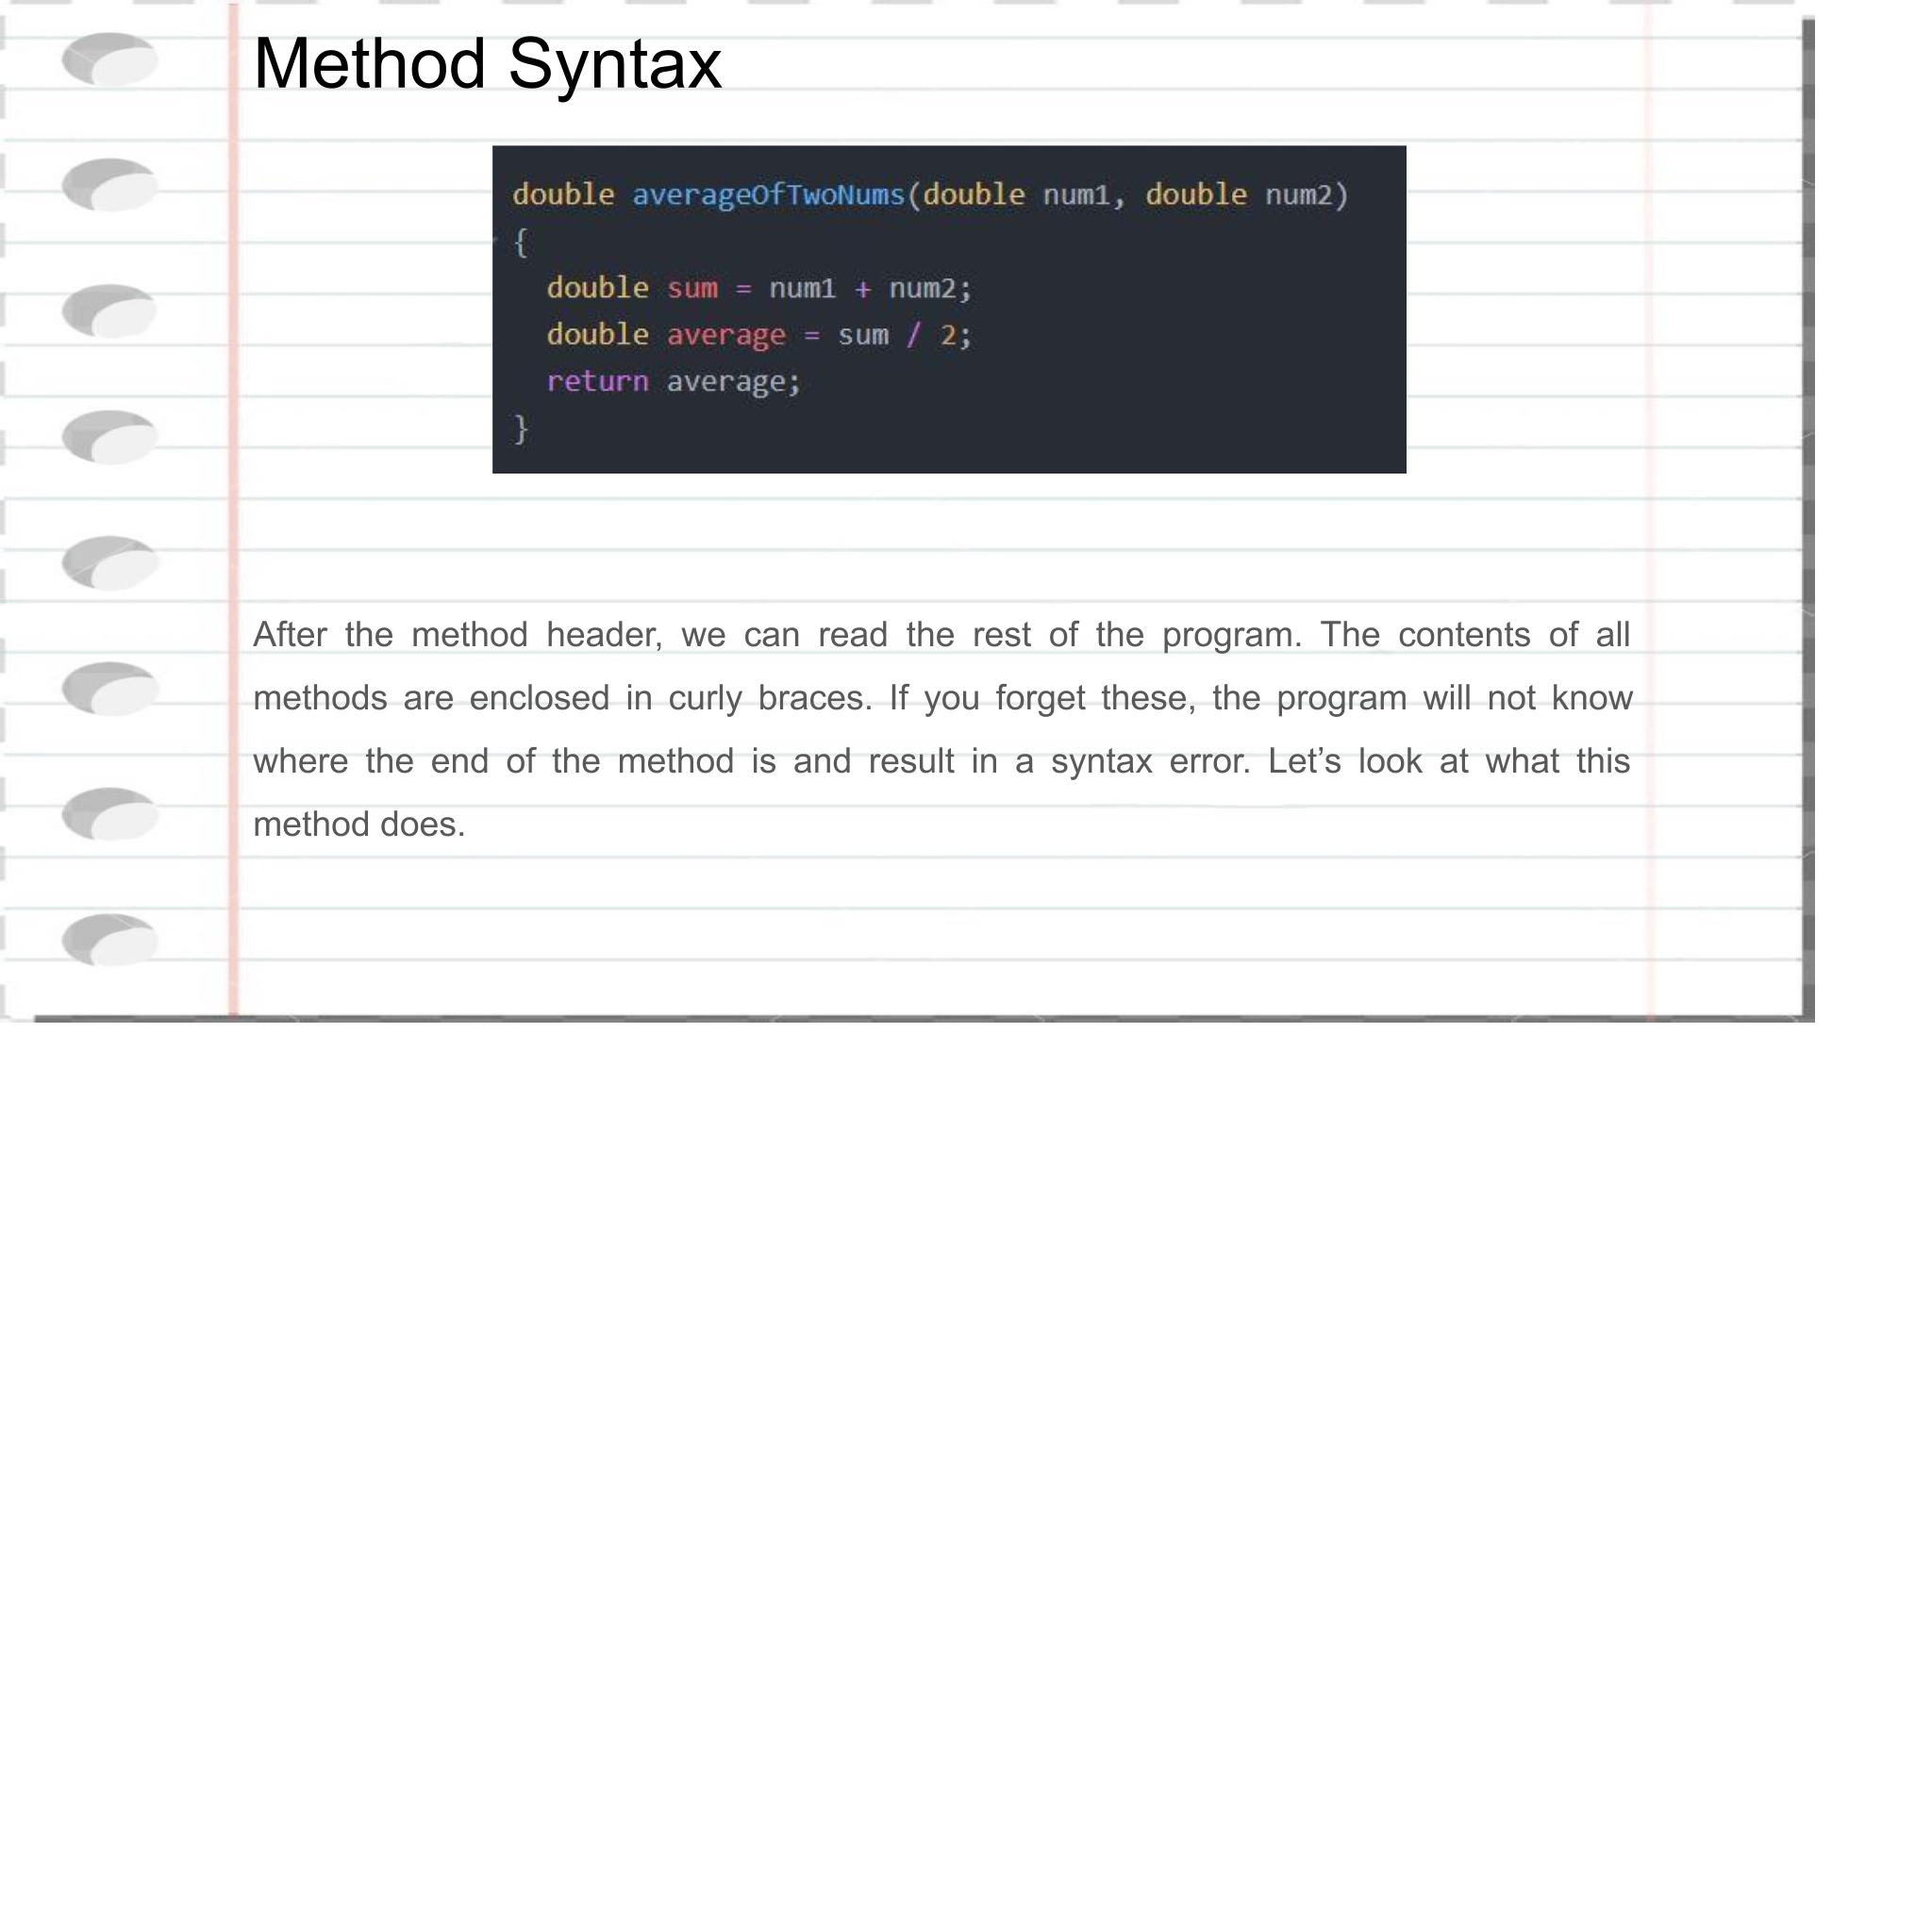 Method Syntax
double averageOfTwoNums(double num1, double num2)
{
  double sum = num1 + num2;
  double average = sum / 2;
  return average;
}
After the method header, we can read the rest of the program. The contents of all
methods are enclosed in curly braces. If you forget these, the program will not know
where the end of the method is and result in a syntax error. Let’s look at what this
method does.